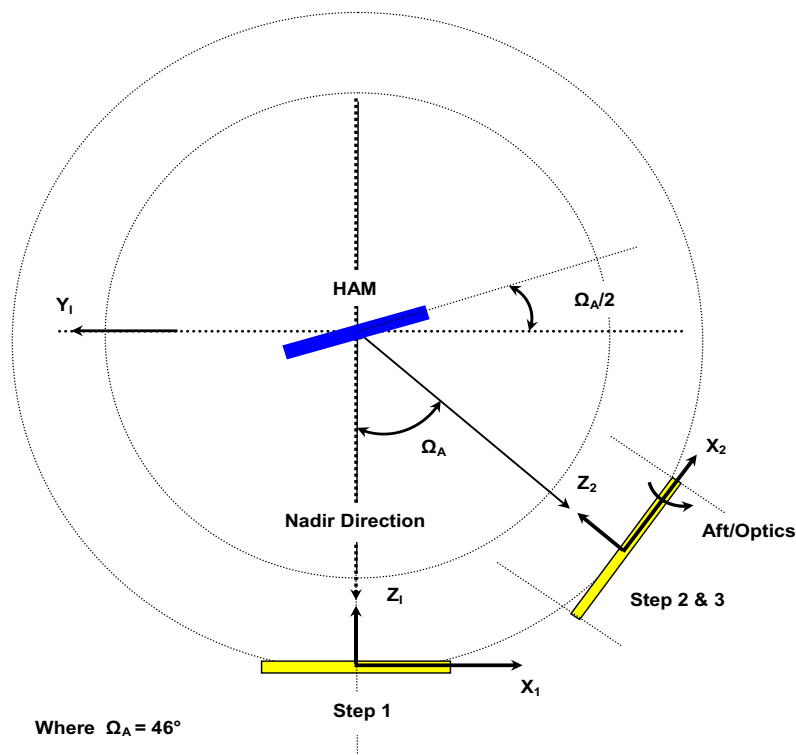 HAM
Y_I
Ω_A/2
Ω_A
X_2
Z_2
Nadir Direction
Aft/Optics
Z_I
Step 2 & 3
X_1
Step 1
Where Ω_A = 46°